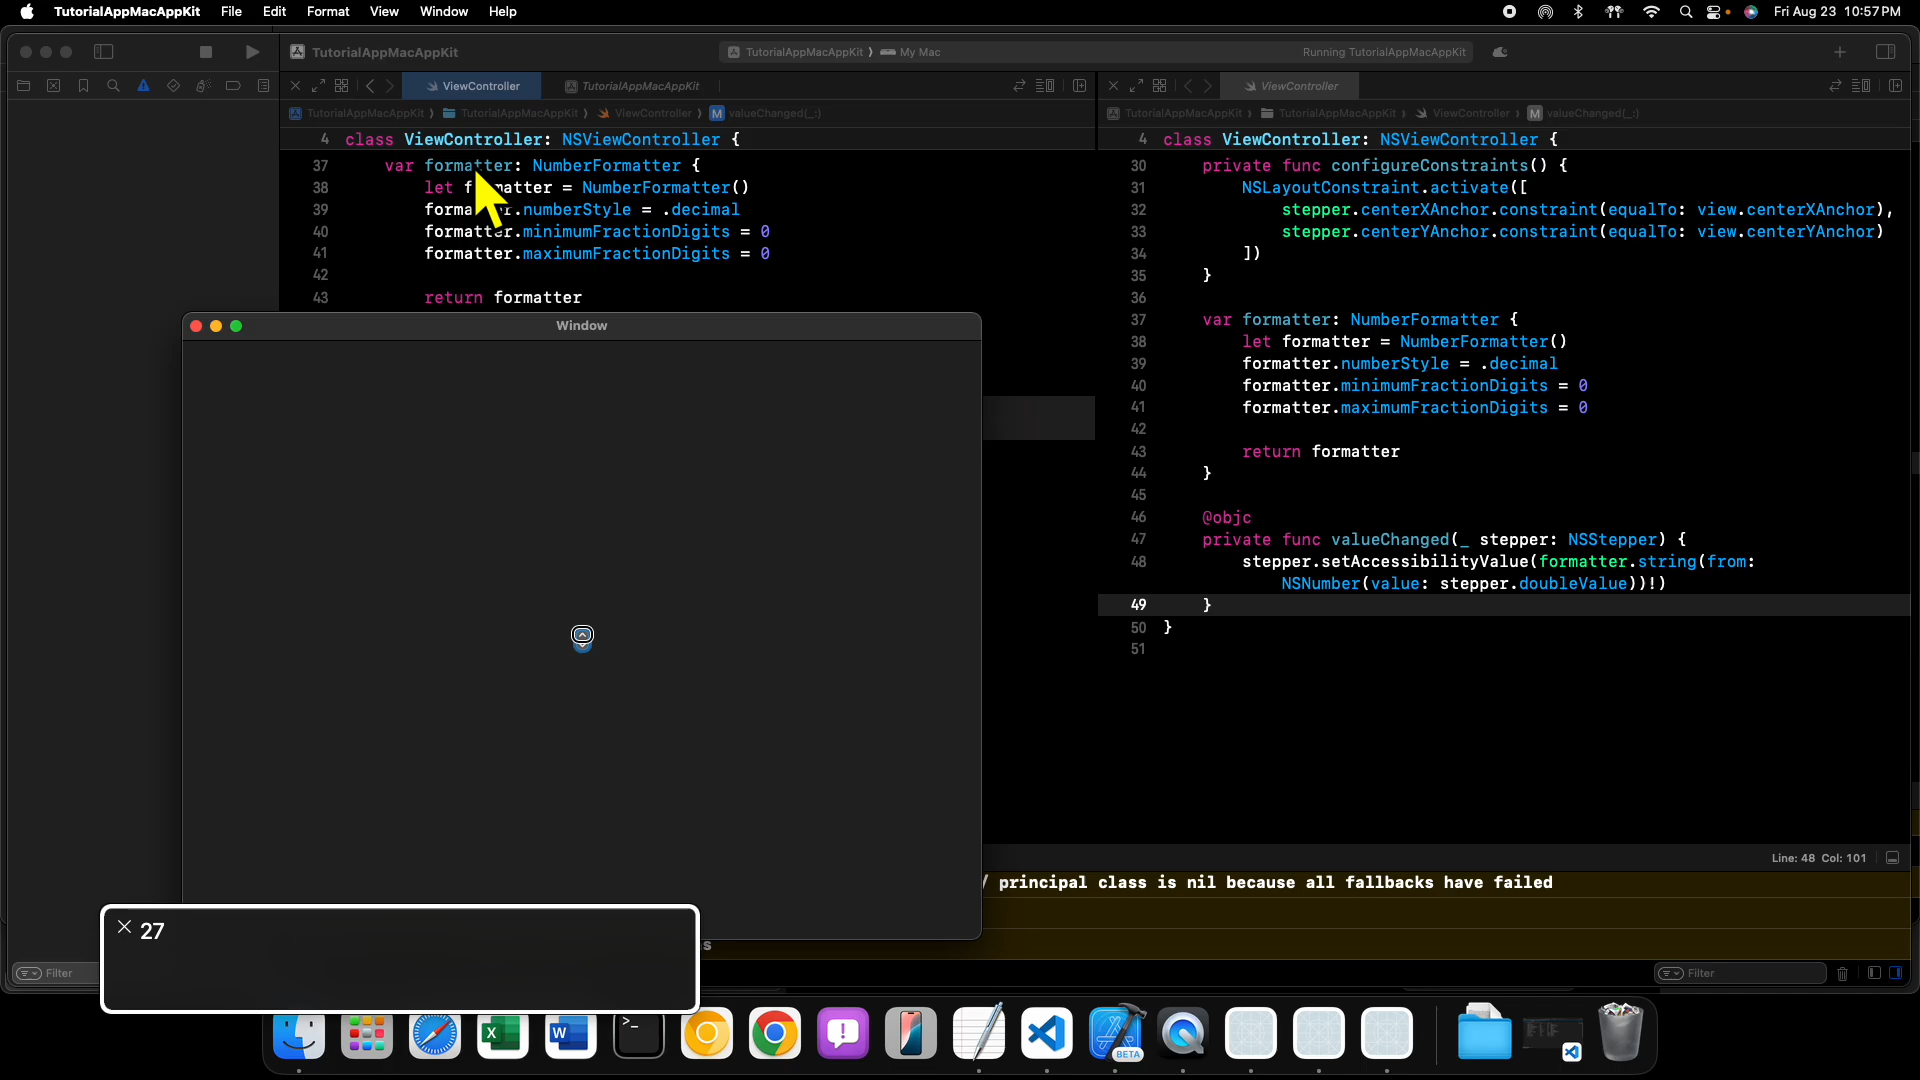 TutorialAppMacAppKit File Edit Format View Window Help Fri Aug 23 10:57 PM
TutorialAppMacAppKit TutorialAppMacAppKit ⟩ My Mac Running TutorialAppMacAppKit
ViewController TutorialAppMacAppKit
TutorialAppMacAppKit ⟩ TutorialAppMacAppKit ⟩ ViewController ⟩ M valueChanged(_:)
4 class ViewController: NSViewController {
37 var formatter: NumberFormatter {
38 let formatter = NumberFormatter()
39 formatter.numberStyle = .decimal
40 formatter.minimumFractionDigits = 0
41 formatter.maximumFractionDigits = 0
42
43 return formatter
ViewController
TutorialAppMacAppKit ⟩ TutorialAppMacAppKit ⟩ ViewController ⟩ M valueChanged(_:)
4 class ViewController: NSViewController {
30 private func configureConstraints() {
31 NSLayoutConstraint.activate([
32 stepper.centerXAnchor.constraint(equalTo: view.centerXAnchor),
33 stepper.centerYAnchor.constraint(equalTo: view.centerYAnchor)
34 ])
35 }
36
37 var formatter: NumberFormatter {
38 let formatter = NumberFormatter()
39 formatter.numberStyle = .decimal
40 formatter.minimumFractionDigits = 0
41 formatter.maximumFractionDigits = 0
42
43 return formatter
44 }
45
46 @objc
47 private func valueChanged(_ stepper: NSStepper) {
48 stepper.setAccessibilityValue(formatter.string(from:
NSNumber(value: stepper.doubleValue))!)
49 }
50 }
51
Window
Line: 48 Col: 101
/ principal class is nil because all fallbacks have failed
s
27
Filter
Filter
X
W
>_
BETA